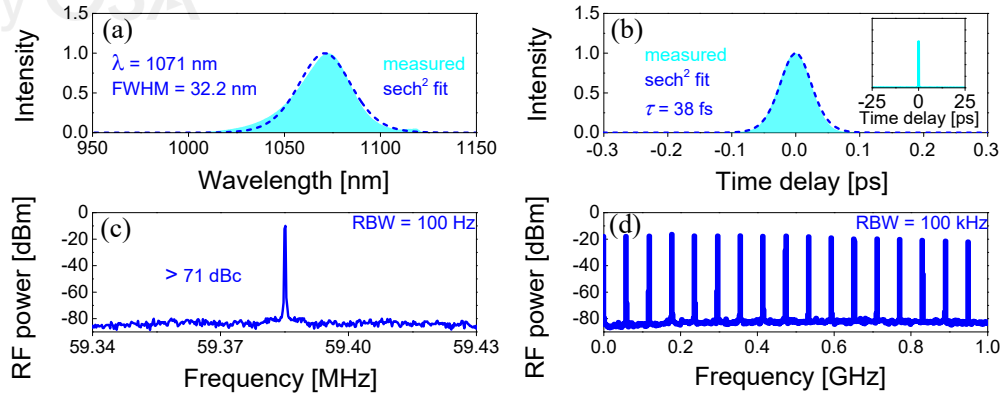 y OSA
(a)
λ = 1071 nm
FWHM = 32.2 nm
measured
sech² fit
Intensity
1.5
1.0
0.5
0.0
950 1000 1050 1100 1150
Wavelength [nm]
(b)
measured
sech² fit
τ = 38 fs
-25 0 25
Time delay [ps]
Intensity
1.5
1.0
0.5
0.0
-0.3 -0.2 -0.1 0.0 0.1 0.2 0.3
Time delay [ps]
(c)
RBW = 100 Hz
> 71 dBc
RF power [dBm]
0
-20
-40
-60
-80
59.34 59.37 59.40 59.43
Frequency [MHz]
(d)
RBW = 100 kHz
RF power [dBm]
0
-20
-40
-60
-80
0.0 0.2 0.4 0.6 0.8 1.0
Frequency [GHz]